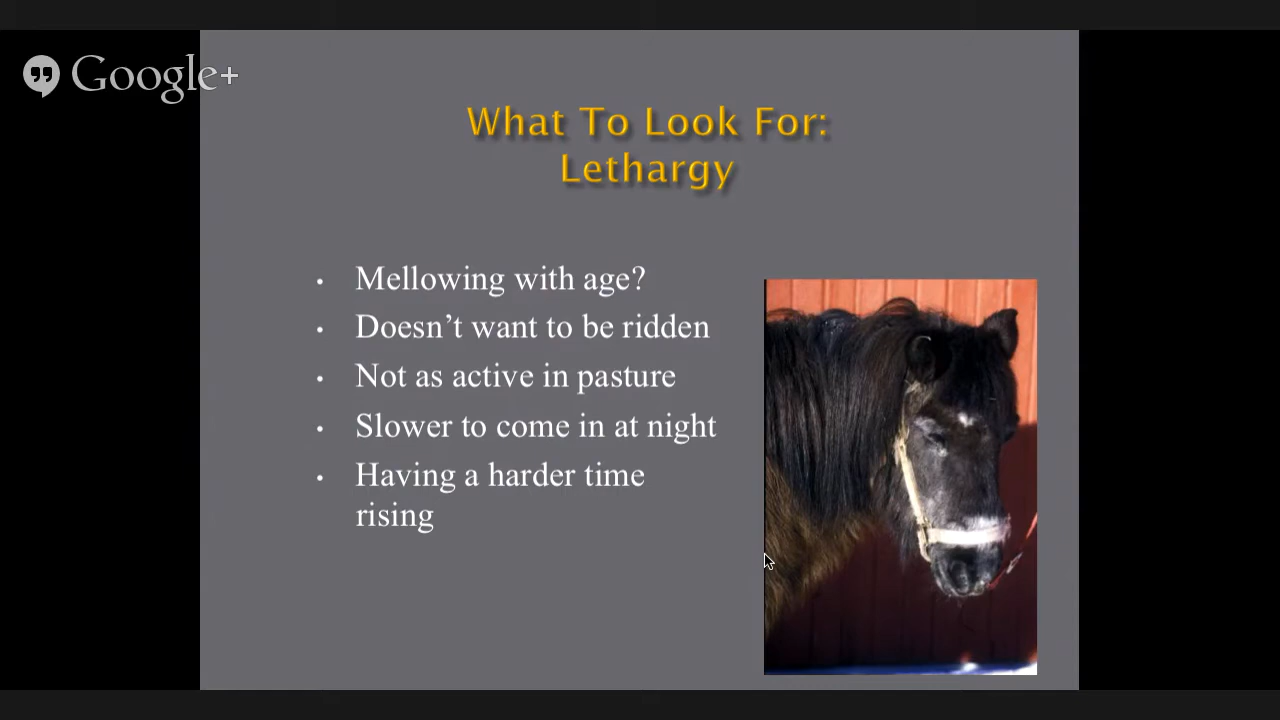 Google+
What To Look For:
Lethargy
• Mellowing with age?
• Doesn’t want to be ridden
• Not as active in pasture
• Slower to come in at night
• Having a harder time
rising